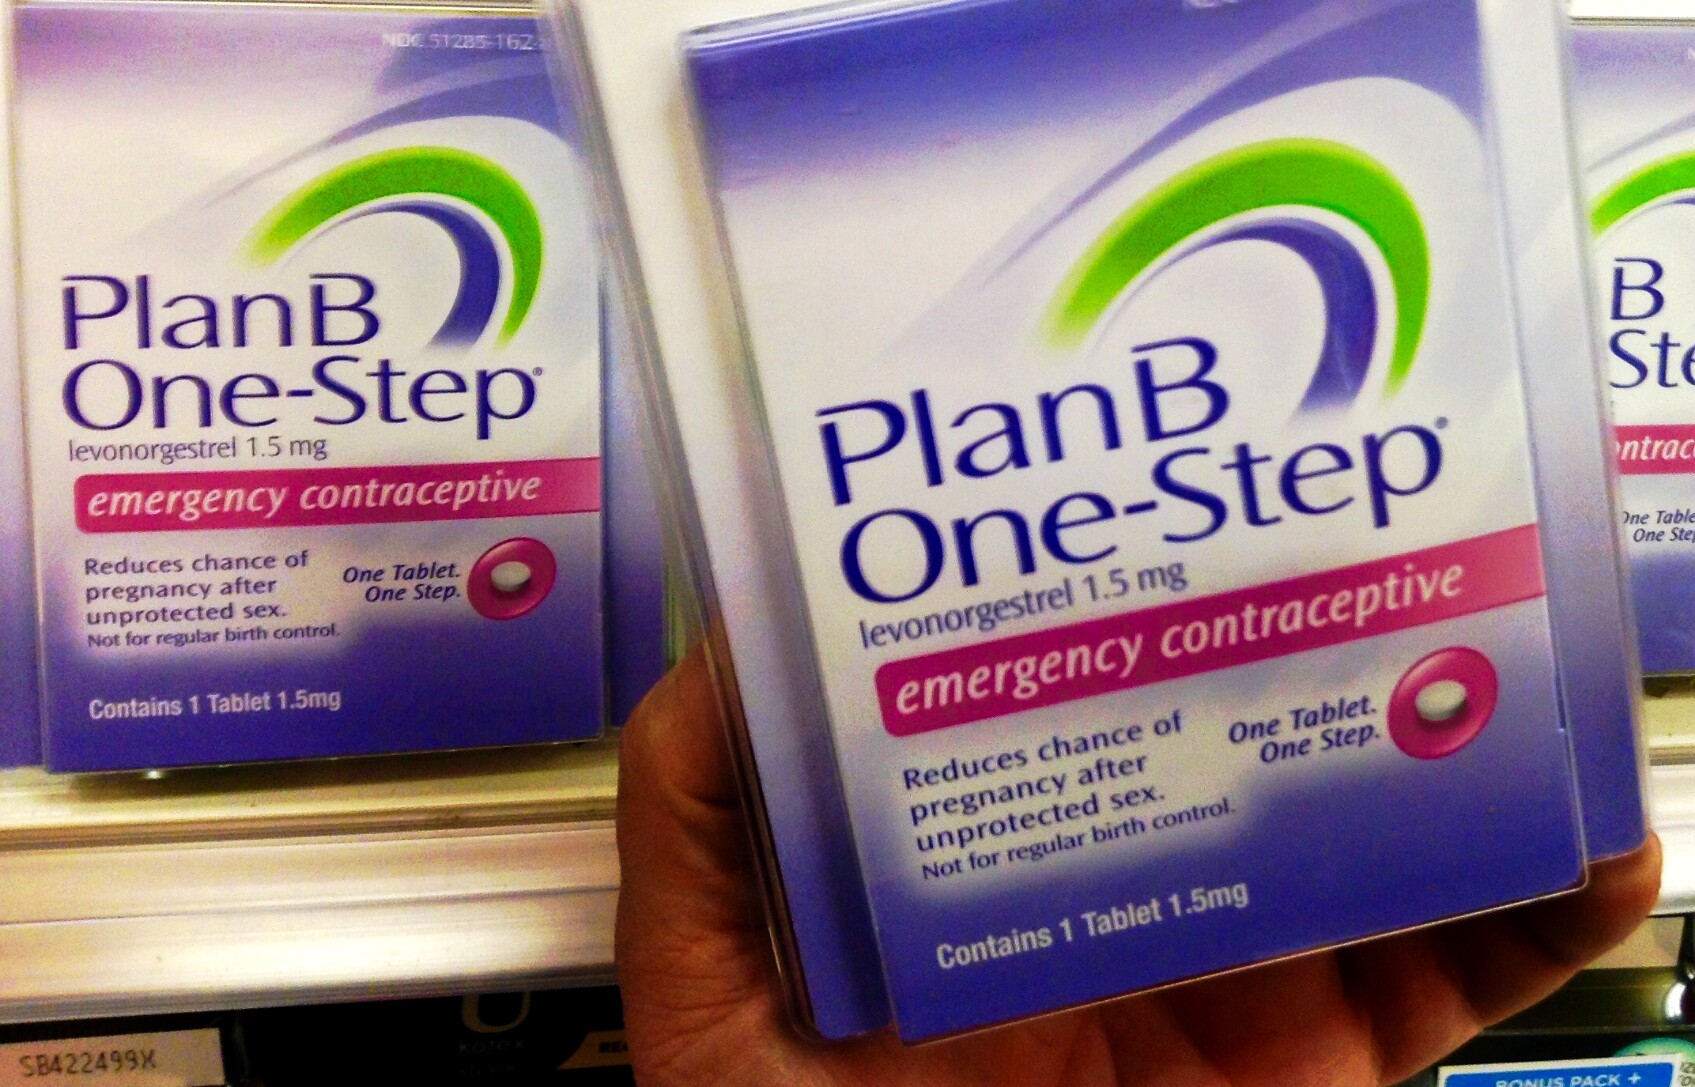 NDC 51285-162-
Plan B
One-Step®
levonorgestrel 1.5 mg
emergency contraceptive
Reduces chance of
pregnancy after
unprotected sex.
Not for regular birth control.
One Tablet.
One Step.
Contains 1 Tablet 1.5mg
Plan B
One-Step®
levonorgestrel 1.5 mg
emergency contraceptive
Reduces chance of
pregnancy after
unprotected sex.
Not for regular birth control.
One Tablet.
One Step.
Contains 1 Tablet 1.5mg
B
Ste
ntrac
One Table
One Step
SB422499X
kotex
BONUS PACK +